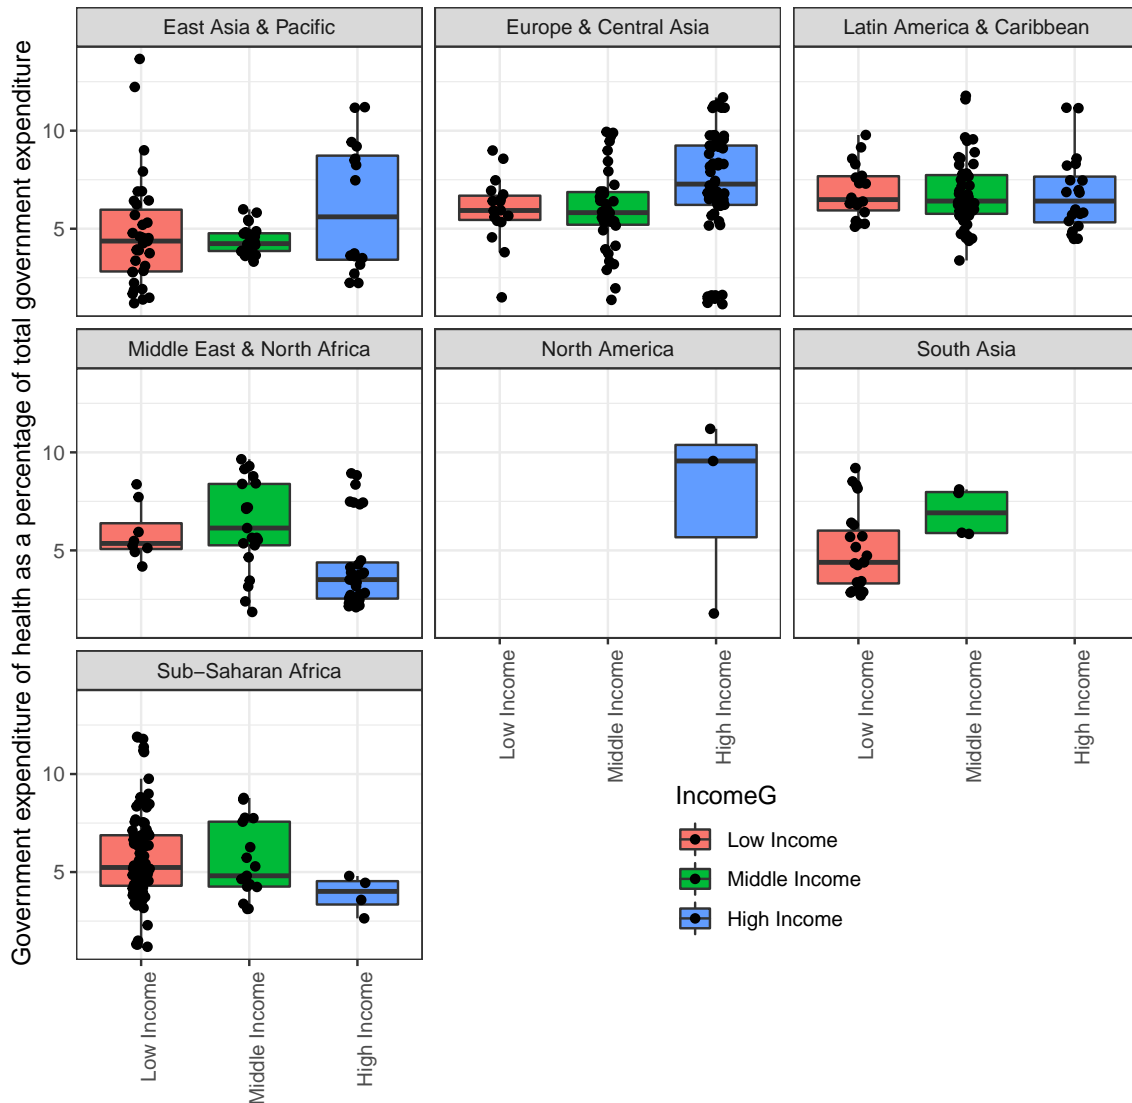 Government expenditure of health as a percentage of total government expenditure
East Asia & Pacific
Europe & Central Asia
Latin America & Caribbean
10
5
Middle East & North Africa
North America
South Asia
10
5
Low Income
Middle Income
High Income
Low Income
Middle Income
High Income
Sub−Saharan Africa
10
5
Low Income
Middle Income
High Income
IncomeG
Low Income
Middle Income
High Income